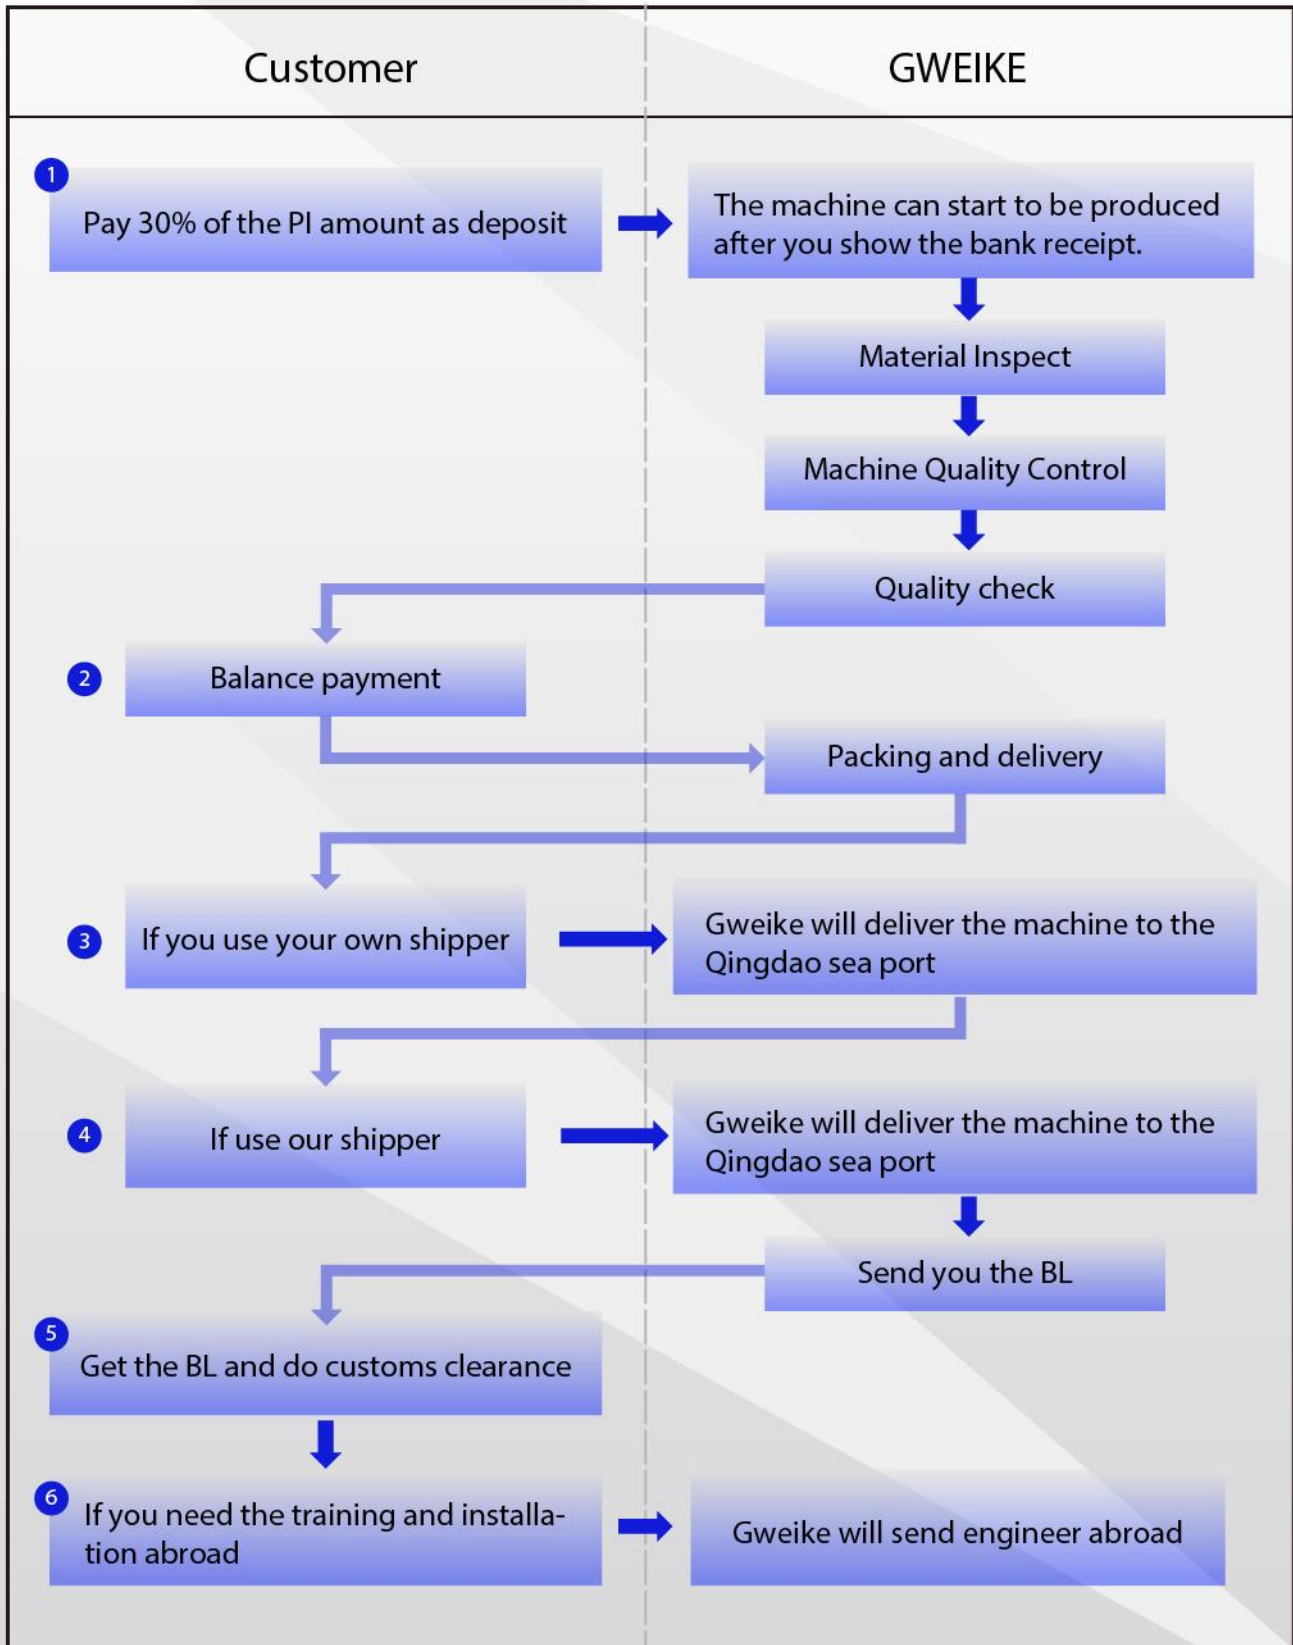 Customer
GWEIKE
1
Pay 30% of the PI amount as deposit
The machine can start to be produced
after you show the bank receipt.
Material Inspect
Machine Quality Control
Quality check
2
Balance payment
Packing and delivery
3
If you use your own shipper
Gweike will deliver the machine to the
Qingdao sea port
4
If use our shipper
Gweike will deliver the machine to the
Qingdao sea port
Send you the BL
5
Get the BL and do customs clearance
6
If you need the training and installa-
tion abroad
Gweike will send engineer abroad